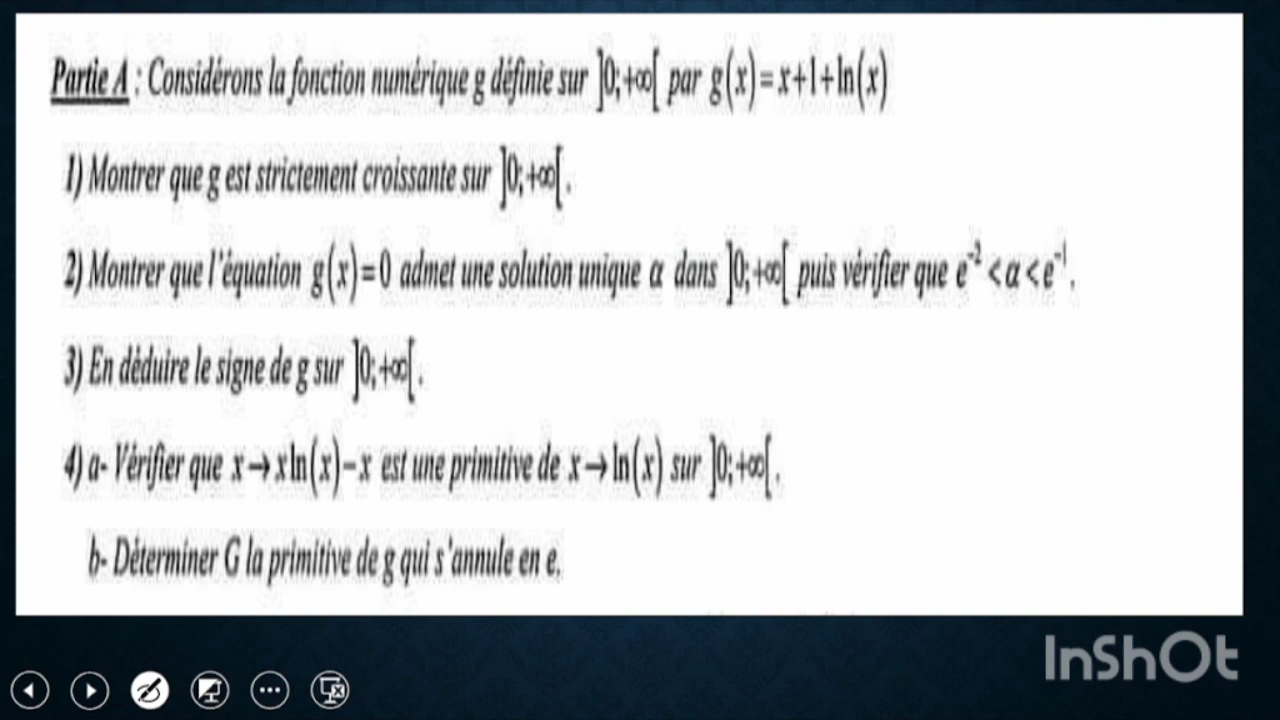 Partie A : Considérons la fonction numérique g définie sur ]0;+∞[ par g(x)=x+1+ln(x)
1) Montrer que g est strictement croissante sur ]0;+∞[.
2) Montrer que l'équation g(x)=0 admet une solution unique α dans ]0;+∞[ puis vérifier que e⁻²<α<e⁻¹.
3) En déduire le signe de g sur ]0;+∞[.
4) a- Vérifier que x→xln(x)−x est une primitive de x→ln(x) sur ]0;+∞[.
b- Déterminer G la primitive de g qui s'annule en e.
InShOt